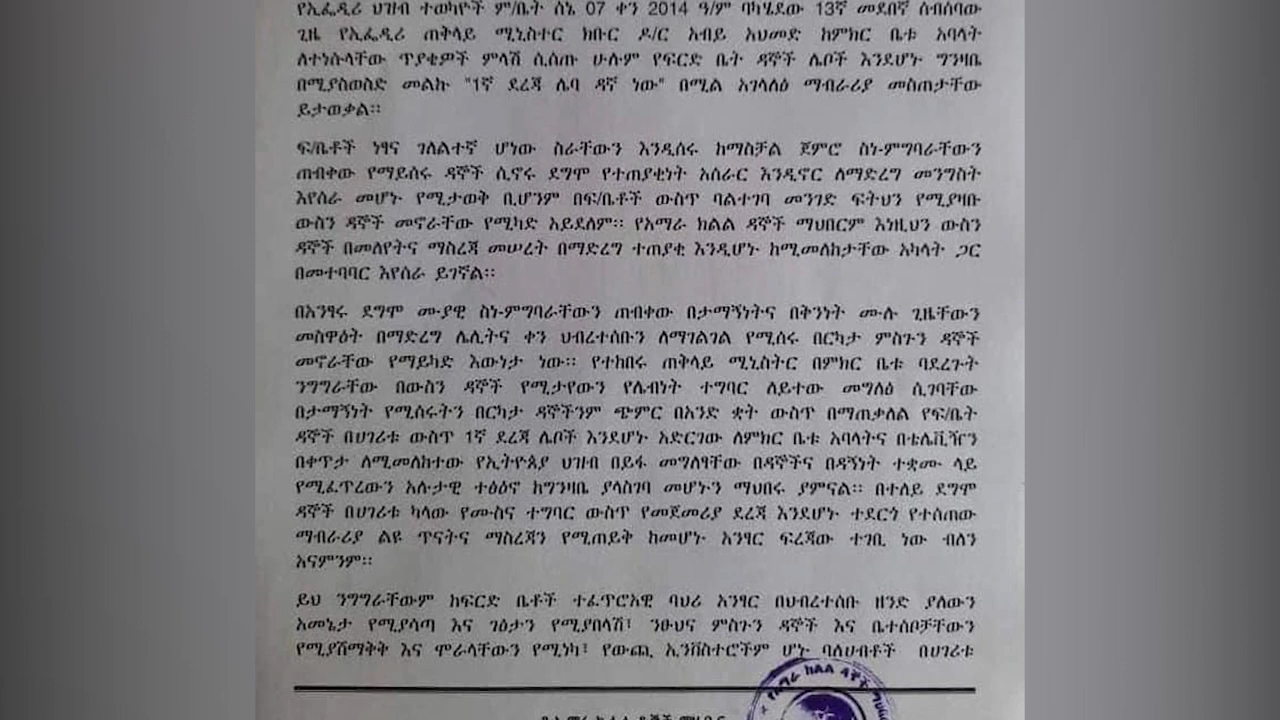 የኢፌዲሪ ህዝብ ተወካዮች ም/ቤት ሰኔ 07 ቀን 2014 ዓ/ም ባካሄደው 13ኛ መደበኛ ስብሰባው
ጊዜ የኢፌዲሪ ጠቅላይ ሚኒስተር ክቡር ዶ/ር አብይ አህመድ ከምክር ቤቱ አባላት
ለተነሱላቸው ጥያቄዎች ምላሽ ሲሰጡ ሁሉም የፍርድ ቤት ዳኞች ሌቦች እንደሆኑ ግንዛቤ
በሚያስወስድ መልኩ "1ኛ ደረጃ ሌባ ዳኛ ነው" በሚል አገላለፅ ማብራሪያ መስጠታቸው
ይታወቃል፡፡
ፍ/ቤቶች ነፃና ገለልተኛ ሆነው ስራቸውን እንዲሰሩ ከማስቻል ጀምሮ ስነ-ምግባራቸውን
ጠብቀው የማይሰሩ ዳኞች ሲኖሩ ደግሞ የተጠያቂነት አሰራር እንዲኖር ለማድረግ መንግስት
እየሰራ መሆኑ የሚታወቅ ቢሆንም በፍ/ቤቶች ውስጥ ባልተገባ መንገድ ፍትህን የሚያዛቡ
ውስን ዳኞች መኖራቸው የሚካድ አይደለም፡፡ የአማራ ክልል ዳኞች ማህበርም እነዚህን ውስን
ዳኞች በመለየትና ማስረጃ መሠረት በማድረግ ተጠያቂ እንዲሆኑ ከሚመለከታቸው አካላት ጋር
በመተባባር እየሰራ ይገኛል፡፡
በአንፃሩ ደግሞ ሙያዊ ስነ-ምግባራቸውን ጠብቀው በታማኝነትና በቅንነት ሙሉ ጊዜቸውን
መስዋዕት በማድረግ ሌሊትና ቀን ህብረተሰቡን ለማገልገል የሚሰሩ በርካታ ምስጉን ዳኞች
መኖራቸው የማይካድ እውነታ ነው፡፡ የተከበሩ ጠቅላይ ሚኒስትር በምክር ቤቱ ባደረጉት
ንግግራቸው በውስን ዳኞች የሚታየውን የሌብነት ተግባር ለይተው መግለፅ ሲገባቸው
በታማኝነት የሚሰሩትን በርካታ ዳኞችንም ጭምር በአንድ ቋት ውስጥ በማጠቃለል የፍ/ቤት
ዳኞች በሀገሪቱ ውስጥ 1ኛ ደረጃ ሌቦች እንደሆኑ አድርገው ለምክር ቤቱ አባላትና በቴሌቪዥን
በቀጥታ ለሚመለከተው የኢትዮጵያ ህዝብ በይፋ መግለፃቸው በዳኞችና በዳኝነት ተቋሙ ላይ
የሚፈጥረውን አሉታዊ ተፅዕኖ ከግንዛቤ ያላስገባ መሆኑን ማህበሩ ያምናል፡፡ በተለይ ደግሞ
ዳኞች በሀገሪቱ ካለው የሙስና ተግባር ውስጥ የመጀመሪያ ደረጃ እንደሆኑ ተደርጎ የተሰጠው
ማብራሪያ ልዩ ጥናትና ማስረጃን የሚጠይቅ ከመሆኑ አንፃር ፍረጃው ተገቢ ነው ብለን
አናምንም፡፡
ይህ ንግግራቸውም ከፍርድ ቤቶች ተፈጥሮአዊ ባህሪ አንፃር በህብረተሰቡ ዘንድ ያለውን
አመኔታ የሚያሳጣ እና ገፅታን የሚያበላሽ፣ ንፁህና ምስጉን ዳኞች እና ቤተሰቦቻቸውን
የሚያሸማቅቅ እና ሞራላቸውን የሚነካ፣ የውጪ ኢንቨስተሮችም ሆኑ ባለሀብቶች በሀገሪቱ
የአማራ ክልል ዳኞች